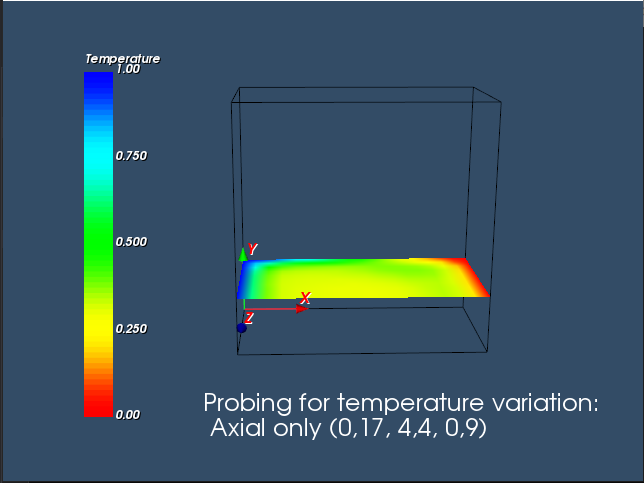 Temperature
1.00
0.750
0.500
0.250
0.00
Y
X
Z
Probing for temperature variation:
Axial only (0,17, 4,4, 0,9)